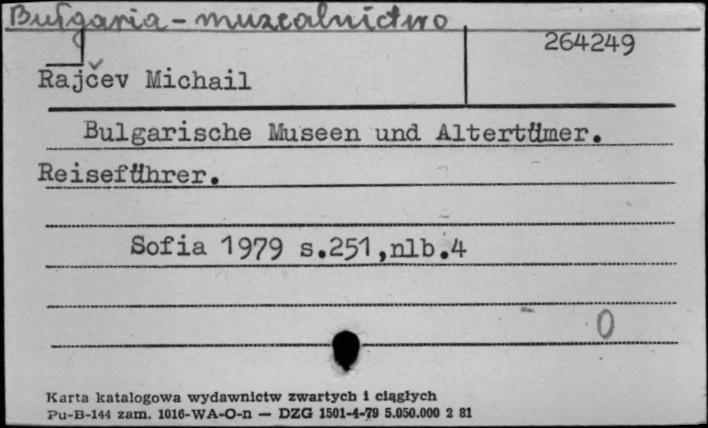 Bułgaria - muzealnictwo
264249
Rajčev Michail
Bulgarische Museen und Altertümer.
Reiseführer.
Sofia 1979 s.251,nlb.4
0
Karta katalogowa wydawnictw zwartych i ciągłych
Pu-B-144 zam. 1016-WA-O-n — DZG 1501-4-79 5.050.000 2 81